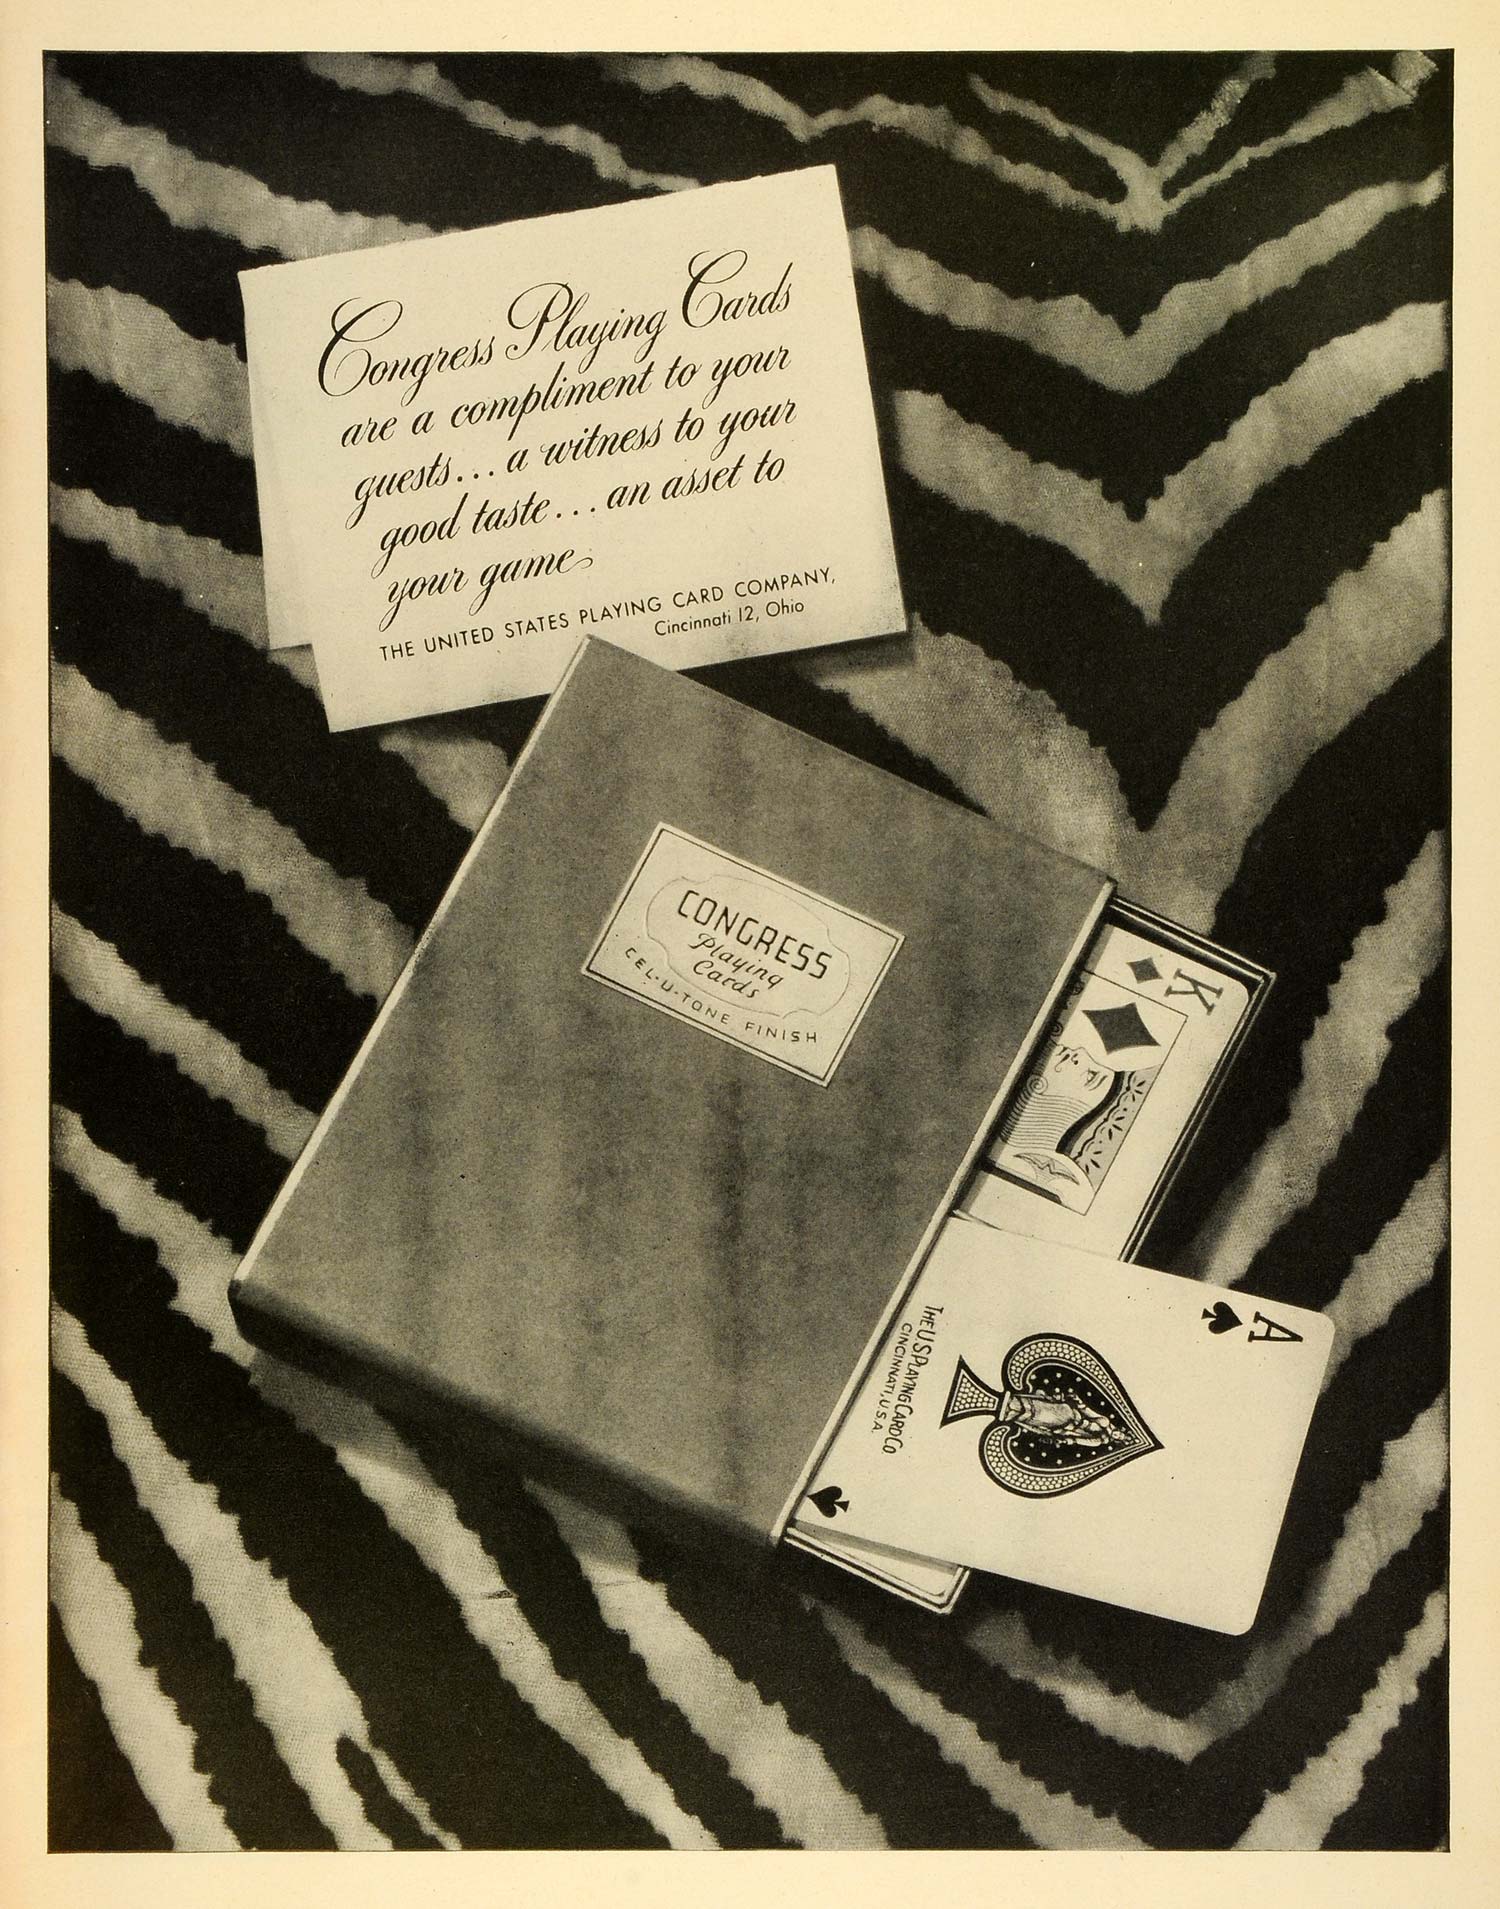 Congress Playing Cards
are a compliment to your
guests... a witness to your
good taste... an asset to
your game
THE UNITED STATES PLAYING CARD COMPANY,
Cincinnati 12, Ohio
CONGRESS
Playing
Cards
CEL-U-TONE FINISH
K
A
THE U.S. PLAYING CARD CO
CINCINNATI, U.S.A.